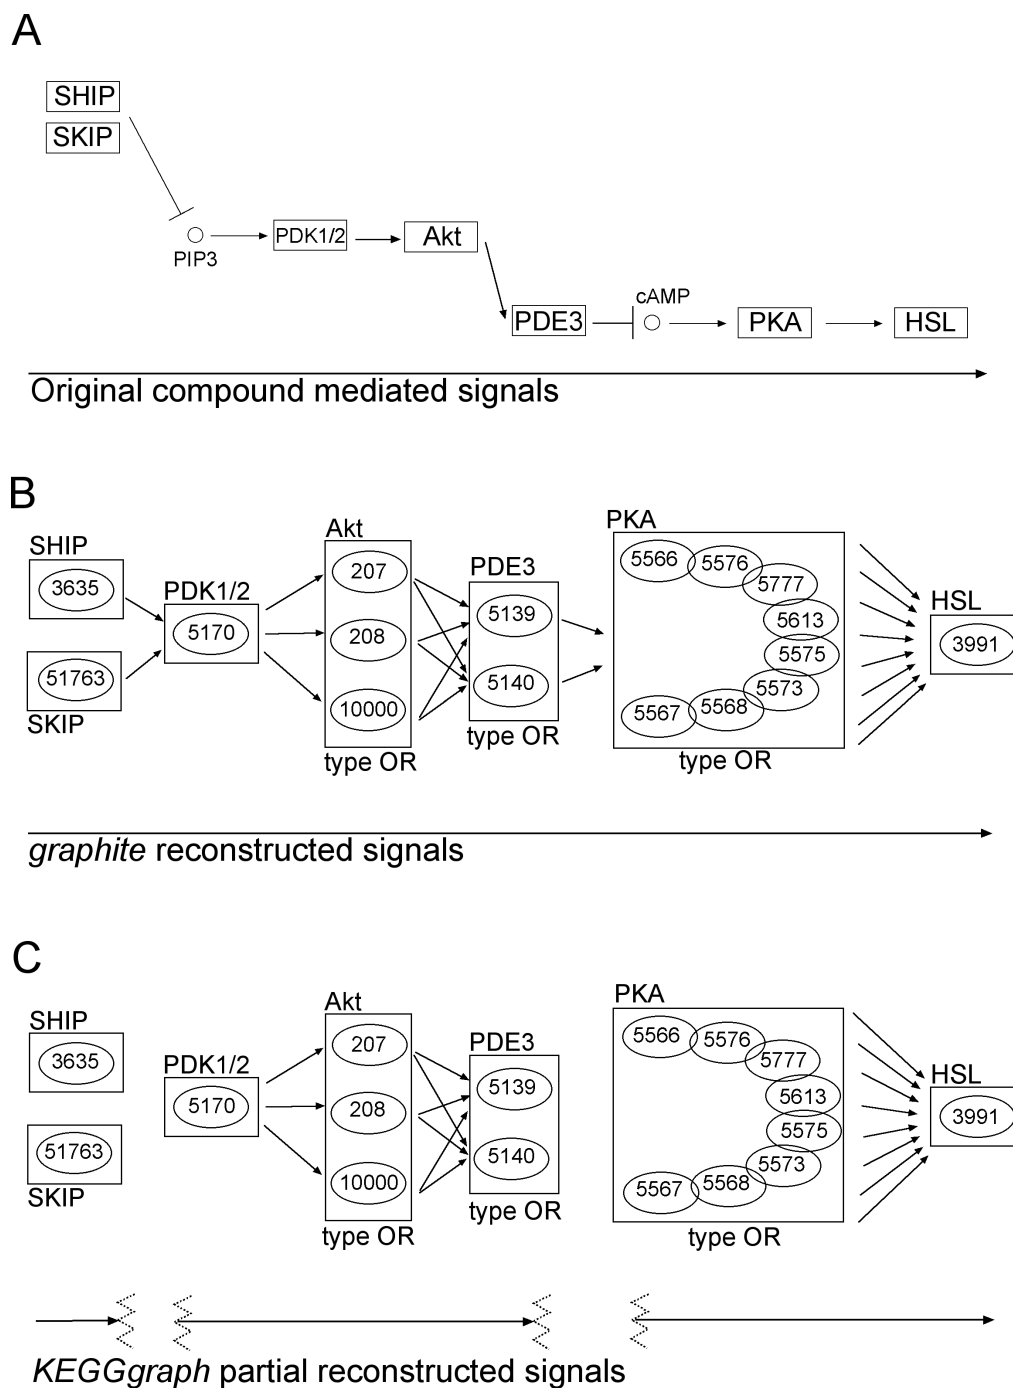 A
SHIP
SKIP
PIP3
PDK1/2
Akt
PDE3
cAMP
PKA
HSL
Original compound mediated signals
B
SHIP
3635
51763
SKIP
PDK1/2
5170
Akt
207
208
10000
type OR
PDE3
5139
5140
type OR
PKA
5566
5576
5777
5613
5575
5573
5568
5567
type OR
HSL
3991
graphite reconstructed signals
C
SHIP
3635
51763
SKIP
PDK1/2
5170
Akt
207
208
10000
type OR
PDE3
5139
5140
type OR
PKA
5566
5576
5777
5613
5575
5573
5568
5567
type OR
HSL
3991
KEGGgraph partial reconstructed signals